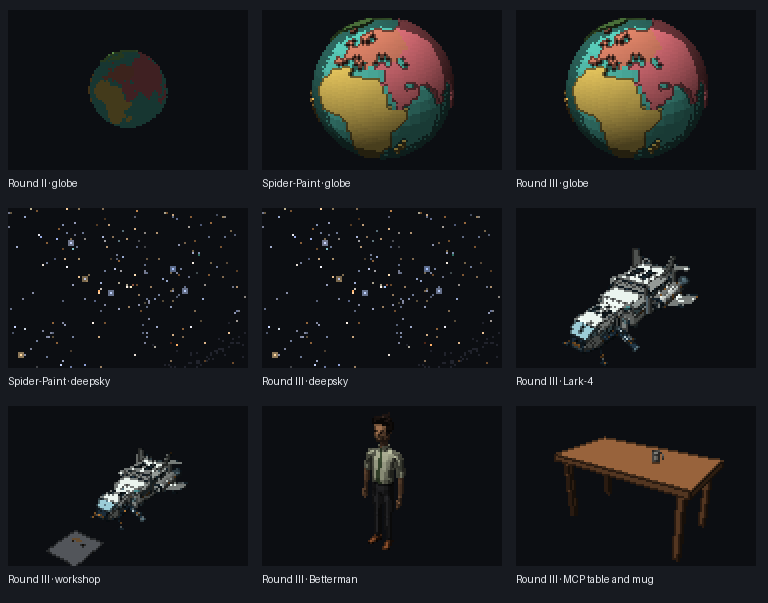 Round II · globe
Spider-Paint · globe
Round III · globe
Spider-Paint · deepsky
Round III · deepsky
Round III · Lark-4
Round III · workshop
Round III · Betterman
Round III · MCP table and mug